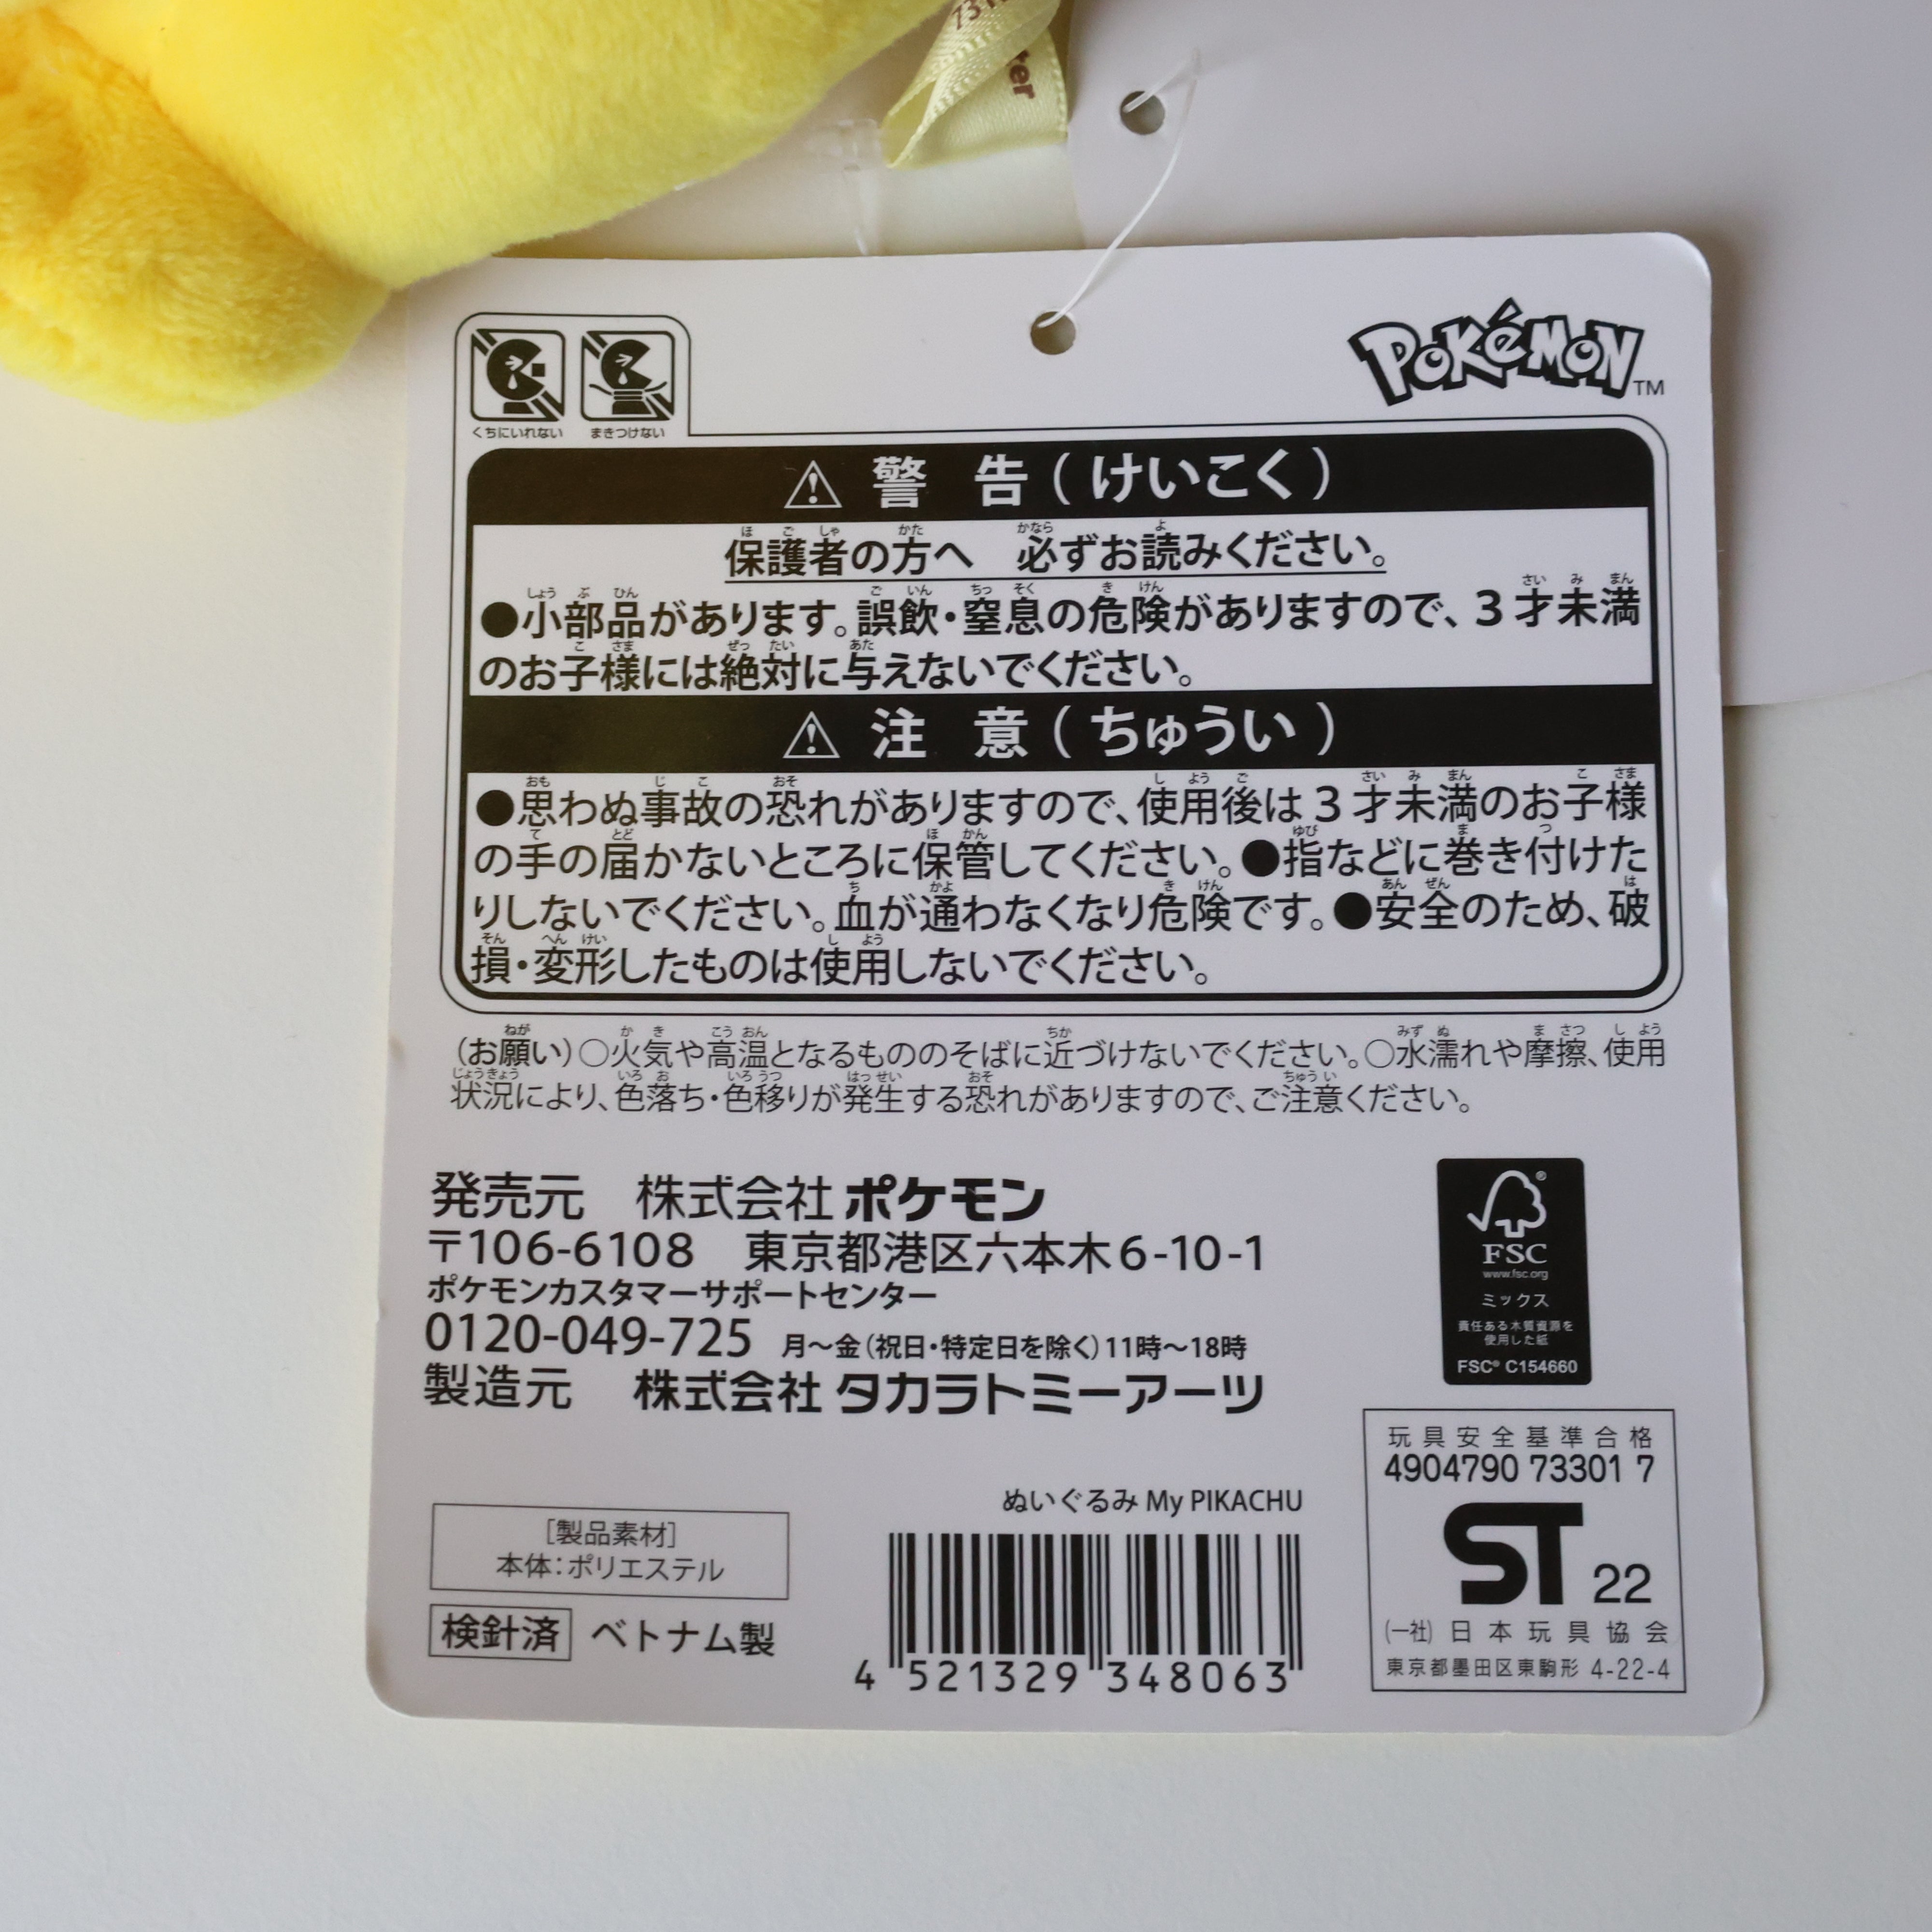 ter
POKéMON™
くちにいれない まきつけない
⚠ 警 告（けいこく）
保護者の方へ 必ずお読みください。
●小部品があります。誤飲・窒息の危険がありますので、3才未満
のお子様には絶対に与えないでください。
⚠ 注 意（ちゅうい）
●思わぬ事故の恐れがありますので、使用後は3才未満のお子様
の手の届かないところに保管してください。●指などに巻き付けた
りしないでください。血が通わなくなり危険です。●安全のため、破
損・変形したものは使用しないでください。
（お願い）○火気や高温となるもののそばに近づけないでください。○水濡れや摩擦、使用
状況により、色落ち・色移りが発生する恐れがありますので、ご注意ください。
発売元 株式会社ポケモン
〒106-6108 東京都港区六本木6-10-1
ポケモンカスタマーサポートセンター
0120-049-725 月～金（祝日・特定日を除く）11時～18時
製造元 株式会社タカラトミーアーツ
FSC®
www.fsc.org
ミックス
責任ある木質資源を
使用した紙
FSC® C154660
[製品素材]
本体：ポリエステル
検針済 ベトナム製
ぬいぐるみ My PIKACHU
4 521329 348063
玩具安全基準合格
4904790 73301 7
ST 22
(一社) 日本玩具協会
東京都墨田区東駒形 4-22-4